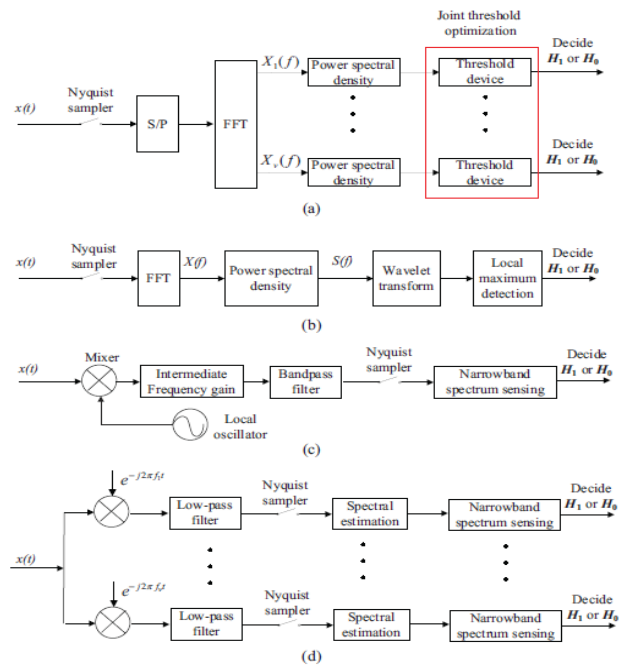 Joint threshold
optimization
Nyquist
sampler
x(t)
S/P
FFT
X₁(f)
Power spectral
density
Threshold
device
Decide
H₁ or H₀
Xᵥ(f)
Power spectral
density
Threshold
device
Decide
H₁ or H₀
(a)
x(t)
Nyquist
sampler
FFT
X(f)
Power spectral
density
S(f)
Wavelet
transform
Local
maximum
detection
Decide
H₁ or H₀
(b)
x(t)
Mixer
Intermediate
Frequency gain
Bandpass
filter
Nyquist
sampler
Narrowband
spectrum sensing
Decide
H₁ or H₀
Local
oscillator
(c)
x(t)
e^{-j2πf₁t}
Low-pass
filter
Nyquist
sampler
Spectral
estimation
Narrowband
spectrum sensing
Decide
H₁ or H₀
Low-pass
filter
Nyquist
sampler
Spectral
estimation
Narrowband
spectrum sensing
Decide
H₁ or H₀
(d)